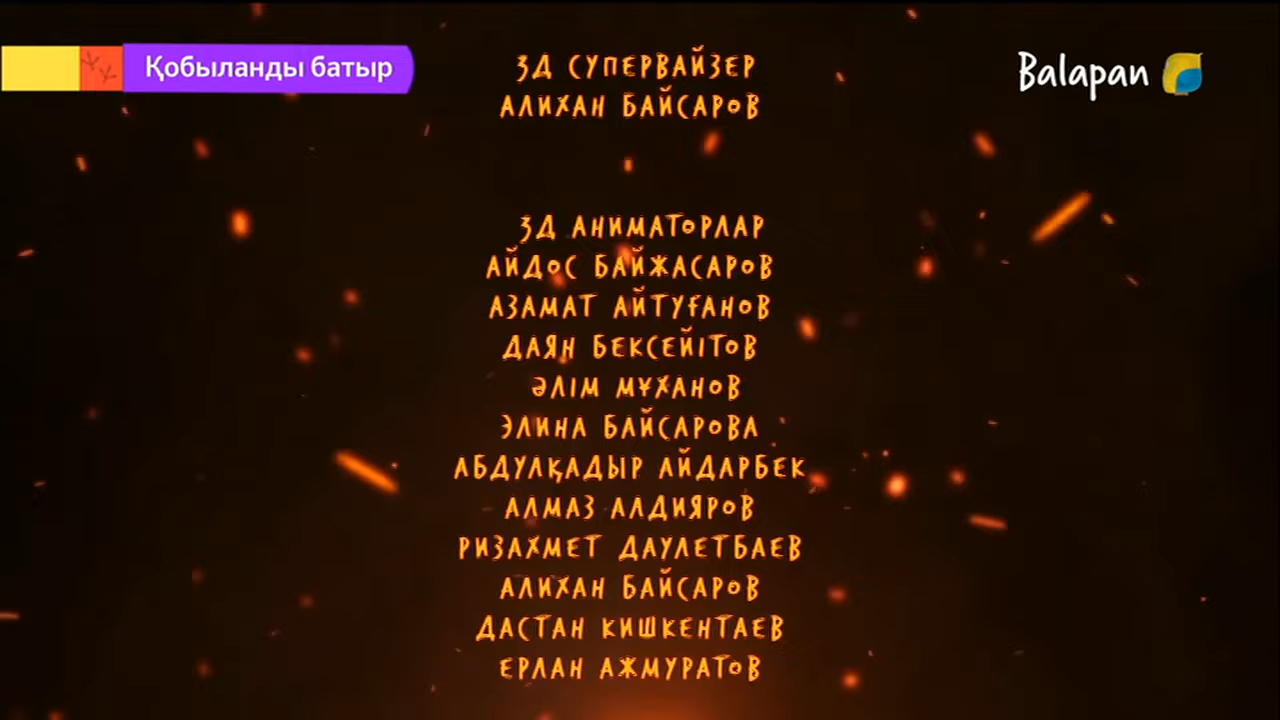 Қобыланды батыр
Balapan
3Д СУПЕРВАЙЗЕР
АЛИХАН БАЙСАРОВ
3Д АНИМАТОРЛАР
АЙДОС БАЙЖАСАРОВ
АЗАМАТ АЙТУҒАНОВ
ДАЯН БЕКСЕЙІТОВ
ӘЛІМ МҰХАНОВ
ЭЛИНА БАЙСАРОВА
АБДУЛҚАДЫР АЙДАРБЕК
АЛМАЗ АЛДИЯРОВ
РИЗАХМЕТ ДАУЛЕТБАЕВ
АЛИХАН БАЙСАРОВ
ДАСТАН КИШКЕНТАЕВ
ЕРЛАН АЖМУРАТОВ